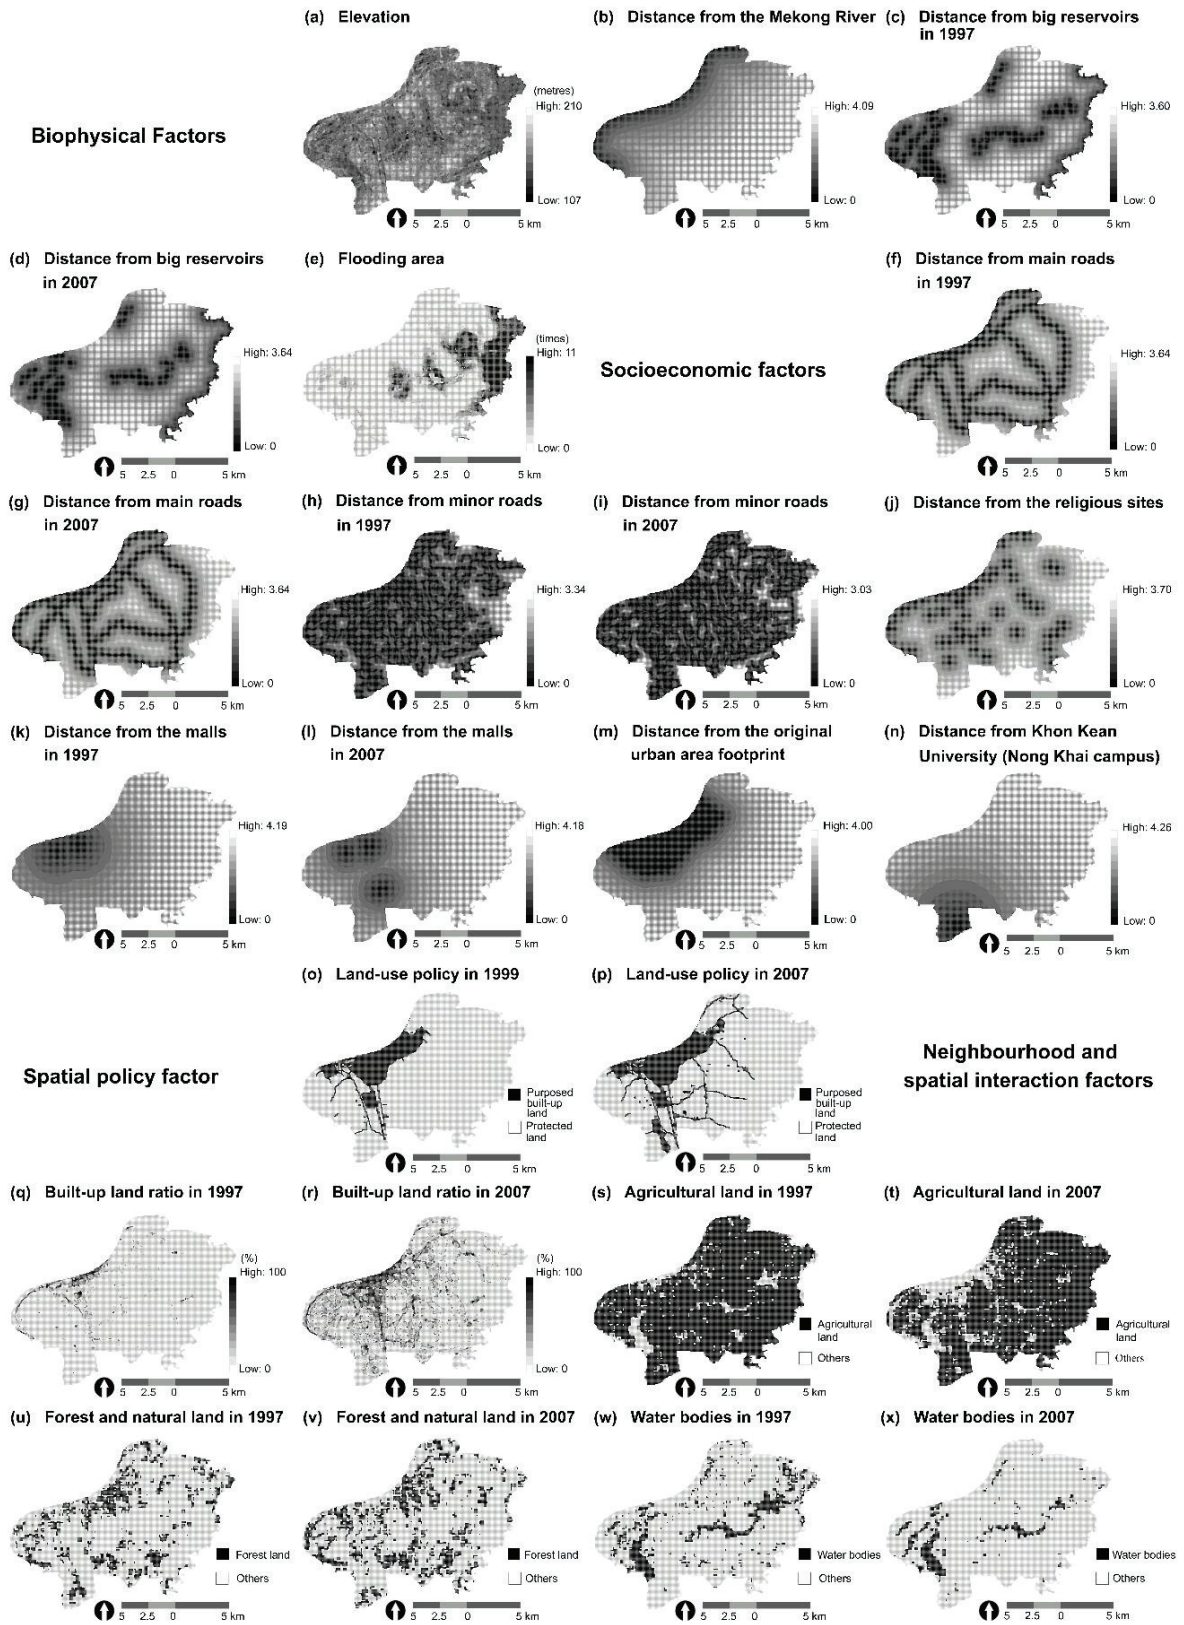 (a) Elevation
(b) Distance from the Mekong River
(c) Distance from big reservoirs
in 1997
Biophysical Factors
(metres)
High: 210
Low: 107
5 2.5 0 5 km
High: 4.09
Low: 0
5 2.5 0 5 km
High: 3.60
Low: 0
5 2.5 0 5 km
(d) Distance from big reservoirs
in 2007
High: 3.64
Low: 0
5 2.5 0 5 km
(e) Flooding area
(times)
High: 11
Low: 0
5 2.5 0 5 km
Socioeconomic factors
(f) Distance from main roads
in 1997
High: 3.64
Low: 0
5 2.5 0 5 km
(g) Distance from main roads
in 2007
High: 3.64
Low: 0
5 2.5 0 5 km
(h) Distance from minor roads
in 1997
High: 3.34
Low: 0
5 2.5 0 5 km
(i) Distance from minor roads
in 2007
High: 3.03
Low: 0
5 2.5 0 5 km
(j) Distance from the religious sites
High: 3.70
Low: 0
5 2.5 0 5 km
(k) Distance from the malls
in 1997
High: 4.19
Low: 0
5 2.5 0 5 km
(l) Distance from the malls
in 2007
High: 4.18
Low: 0
5 2.5 0 5 km
(m) Distance from the original
urban area footprint
High: 4.00
Low: 0
5 2.5 0 5 km
(n) Distance from Khon Kean
University (Nong Khai campus)
High: 4.26
Low: 0
5 2.5 0 5 km
Spatial policy factor
(o) Land-use policy in 1999
Purposed
built-up
land
Protected
land
5 2.5 0 5 km
(p) Land-use policy in 2007
Purposed
built-up
land
Protected
land
5 2.5 0 5 km
Neighbourhood and
spatial interaction factors
(q) Built-up land ratio in 1997
(%)
High: 100
Low: 0
5 2.5 0 5 km
(r) Built-up land ratio in 2007
(%)
High: 100
Low: 0
5 2.5 0 5 km
(s) Agricultural land in 1997
Agricultural
land
Others
5 2.5 0 5 km
(t) Agricultural land in 2007
Agricultural
land
Others
5 2.5 0 5 km
(u) Forest and natural land in 1997
Forest land
Others
5 2.5 0 5 km
(v) Forest and natural land in 2007
Forest land
Others
5 2.5 0 5 km
(w) Water bodies in 1997
Water bodies
Others
5 2.5 0 5 km
(x) Water bodies in 2007
Water bodies
Others
5 2.5 0 5 km